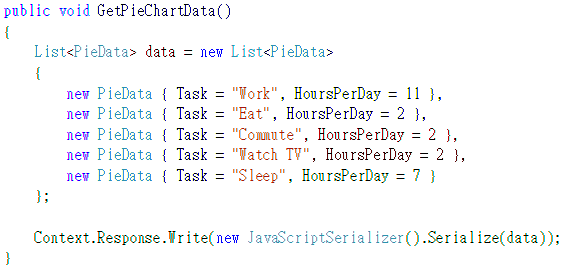 public void GetPieChartData()
{
    List<PieData> data = new List<PieData>
    {
        new PieData { Task = "Work", HoursPerDay = 11 },
        new PieData { Task = "Eat", HoursPerDay = 2 },
        new PieData { Task = "Commute", HoursPerDay = 2 },
        new PieData { Task = "Watch TV", HoursPerDay = 2 },
        new PieData { Task = "Sleep", HoursPerDay = 7 }
    };

    Context.Response.Write(new JavaScriptSerializer().Serialize(data));
}